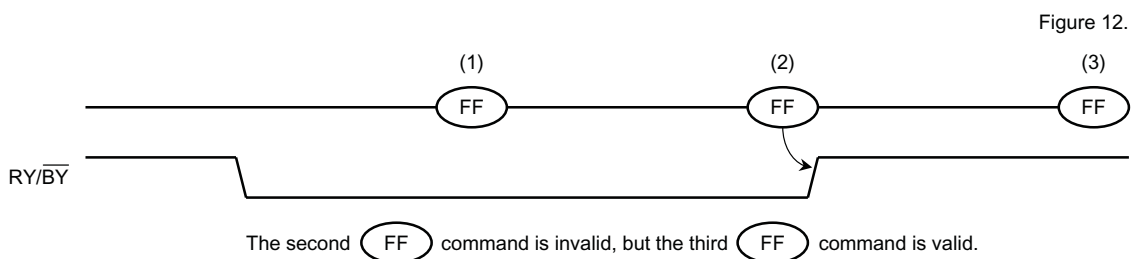 Figure 12.
(1) (2) (3)
FF FF FF
RY/B̅Y̅
The second FF command is invalid, but the third FF command is valid.